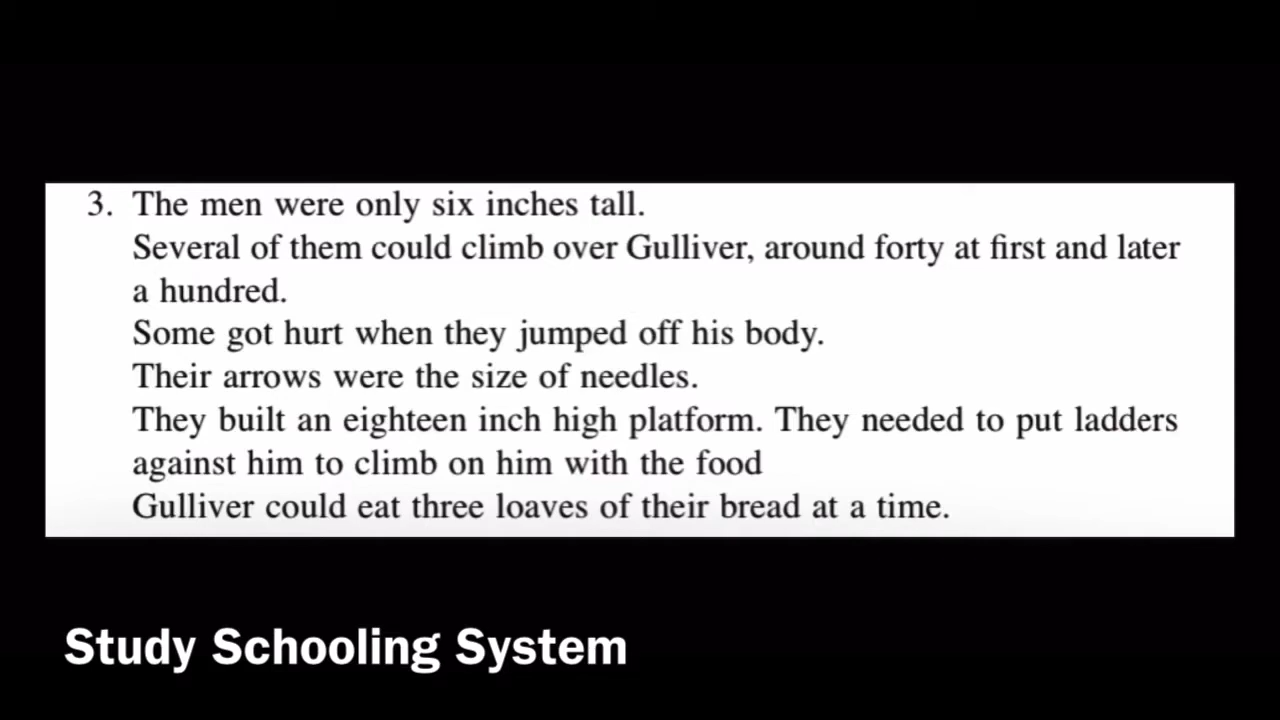 3. The men were only six inches tall.
Several of them could climb over Gulliver, around forty at first and later
a hundred.
Some got hurt when they jumped off his body.
Their arrows were the size of needles.
They built an eighteen inch high platform. They needed to put ladders
against him to climb on him with the food
Gulliver could eat three loaves of their bread at a time.
Study Schooling System